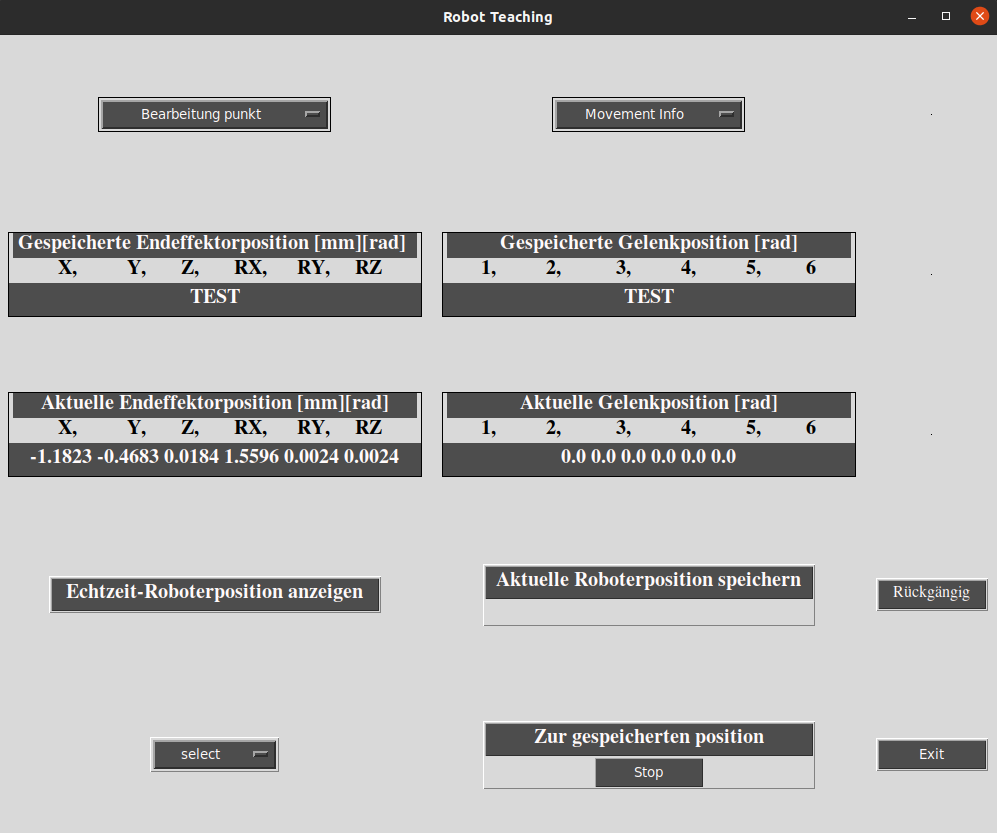 Robot Teaching
Bearbeitung punkt
Movement Info
Gespeicherte Endeffektorposition [mm][rad]
X, Y, Z, RX, RY, RZ
TEST
Gespeicherte Gelenkposition [rad]
1, 2, 3, 4, 5, 6
TEST
Aktuelle Endeffektorposition [mm][rad]
X, Y, Z, RX, RY, RZ
-1.1823 -0.4683 0.0184 1.5596 0.0024 0.0024
Aktuelle Gelenkposition [rad]
1, 2, 3, 4, 5, 6
0.0 0.0 0.0 0.0 0.0 0.0
Echtzeit-Roboterposition anzeigen
Aktuelle Roboterposition speichern
Rückgängig
select
Zur gespeicherten position
Stop
Exit